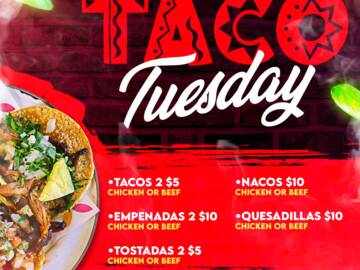 TACO
Tuesday
•TACOS 2 $5
CHICKEN OR BEEF
•EMPEÑADAS 2 $10
CHICKEN OR BEEF
•TOSTADAS 2 $5
CHICKEN OR BEEF
•NACOS $10
CHICKEN OR BEEF
•QUESADILLAS $10
CHICKEN OR BEEF